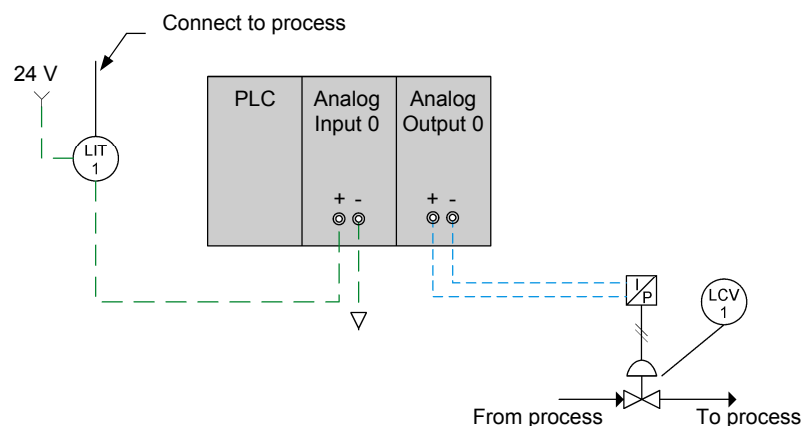 Connect to process
24 V
LIT
1
PLC
Analog
Input 0
Analog
Output 0
+ -
+ -
I
P
LCV
1
From process
To process